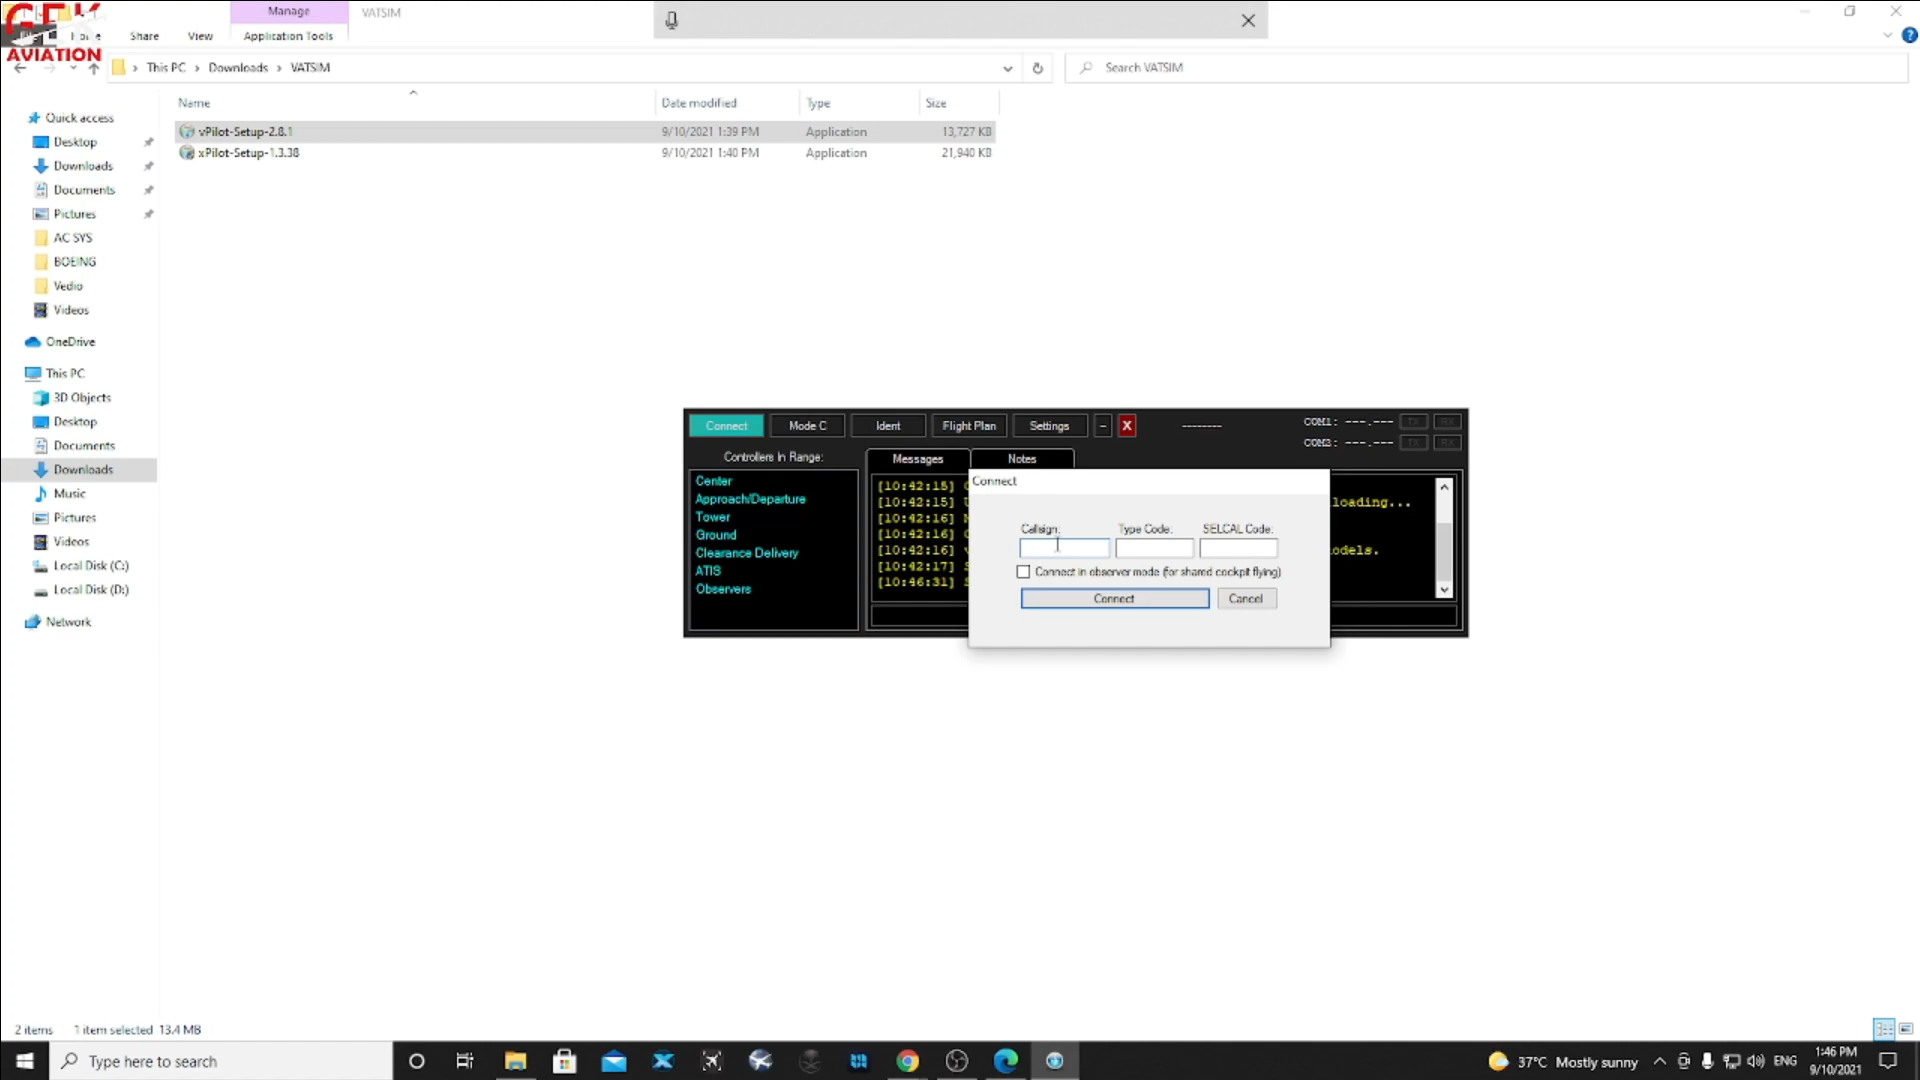 GEK
AVIATION
Home
Share
View
Manage
Application Tools
VATSIM
This PC > Downloads > VATSIM
Search VATSIM
Name
Date modified
Type
Size
vPilot-Setup-2.8.1
9/10/2021 1:39 PM
Application
13,727 KB
xPilot-Setup-1.3.38
9/10/2021 1:40 PM
Application
21,940 KB
Quick access
Desktop
Downloads
Documents
Pictures
AC SYS
BOEING
Vedio
Videos
OneDrive
This PC
3D Objects
Desktop
Documents
Downloads
Music
Pictures
Videos
Local Disk (C:)
Local Disk (D:)
Network
Connect
Mode C
Ident
Flight Plan
Settings
–
X
--------
COM1: ---.---
TX
RX
COM2: ---.---
TX
RX
Controllers In Range:
Center
Approach/Departure
Tower
Ground
Clearance Delivery
ATIS
Observers
Messages
Notes
[10:42:15]
[10:42:15]
loading...
[10:42:16]
[10:42:16]
[10:42:16]
odels.
[10:42:17]
[10:46:31]
Connect
Callsign:
Type Code:
SELCAL Code:
Connect in observer mode (for shared cockpit flying)
Connect
Cancel
2 items
1 item selected 13.4 MB
Type here to search
37°C Mostly sunny
ENG
1:46 PM
9/10/2021